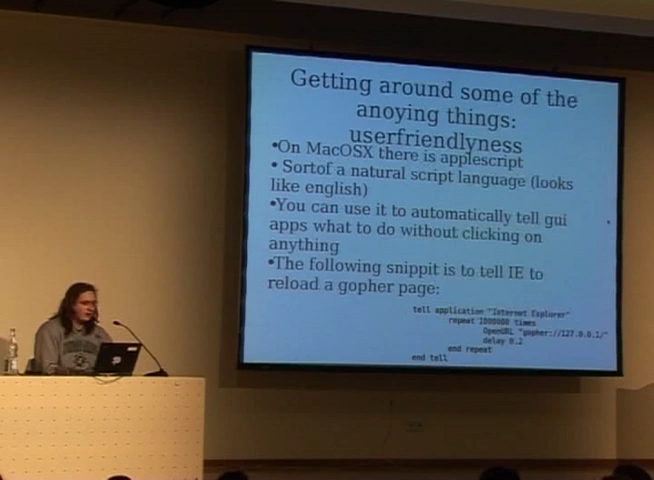 Getting around some of the
anoying things:
userfriendlyness
•On MacOSX there is applescript
• Sortof a natural script language (looks
like english)
•You can use it to automatically tell gui
apps what to do without clicking on
anything
•The following snippit is to tell IE to
reload a gopher page:
tell application "Internet Explorer"
repeat 1000000 times
OpenURL "gopher://127.0.0.1/"
delay 0.2
end repeat
end tell